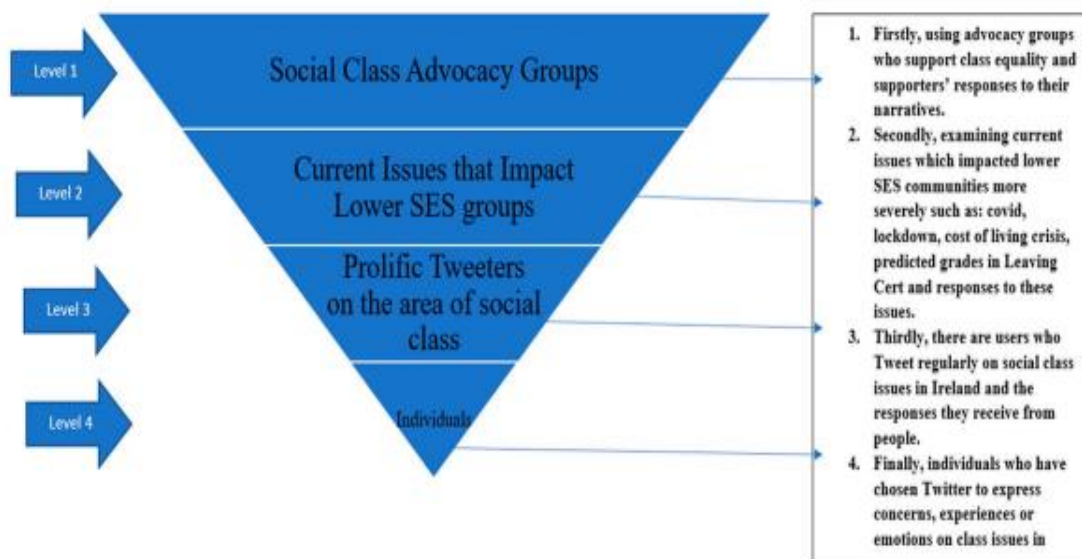 Level 1
Social Class Advocacy Groups
Level 2
Current Issues that Impact
Lower SES groups
Level 3
Prolific Tweeters
on the area of social
class
Level 4
Individuals
1. Firstly, using advocacy groups
who support class equality and
supporters’ responses to their
narratives.
2. Secondly, examining current
issues which impacted lower
SES communities more
severely such as: covid,
lockdown, cost of living crisis,
predicted grades in Leaving
Cert and responses to these
issues.
3. Thirdly, there are users who
Tweet regularly on social class
issues in Ireland and the
responses they receive from
people.
4. Finally, individuals who have
chosen Twitter to express
concerns, experiences or
emotions on class issues in